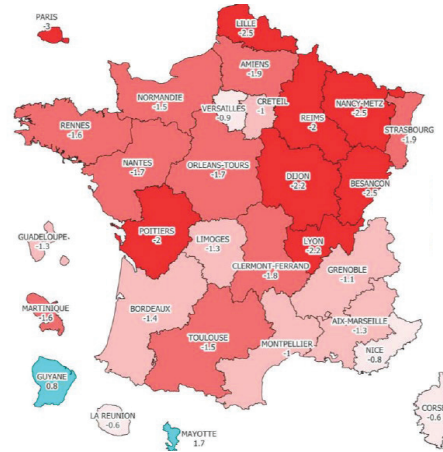 PARIS
-3
LILLE
-2.5
AMIENS
-1.9
NORMANDIE
-1.5
VERSAILLES
-0.9
CRETEIL
-1
REIMS
-2
NANCY-METZ
-2.5
STRASBOURG
-1.9
RENNES
-1.6
NANTES
-1.7
ORLEANS-TOURS
-1.7
DIJON
-2.2
BESANCON
-2.5
POITIERS
-2
LIMOGES
-1.3
LYON
-2.2
CLERMONT-FERRAND
-1.8
GRENOBLE
-1.1
GUADELOUPE
-1.3
BORDEAUX
-1.4
MARTINIQUE
-1.6
TOULOUSE
-1.5
MONTPELLIER
-1
AIX-MARSEILLE
-1.3
NICE
-0.8
GUYANE
0.8
LA REUNION
-0.6
MAYOTTE
1.7
CORSE
-0.6